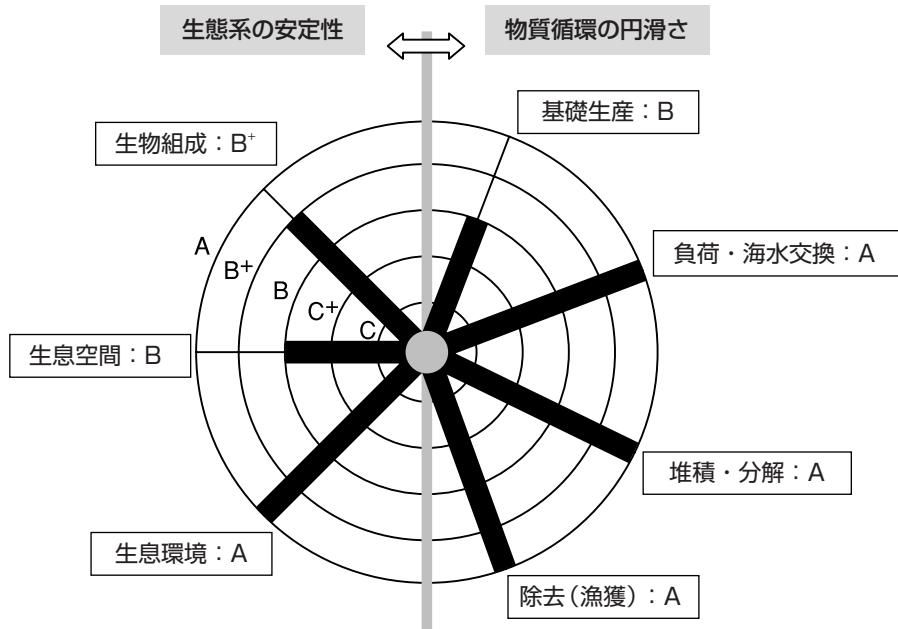 生態系の安定性
物質循環の円滑さ
基礎生産：B
生物組成：B⁺
負荷・海水交換：A
A
B⁺
B
C⁺
C
生息空間：B
堆積・分解：A
生息環境：A
除去（漁獲）：A